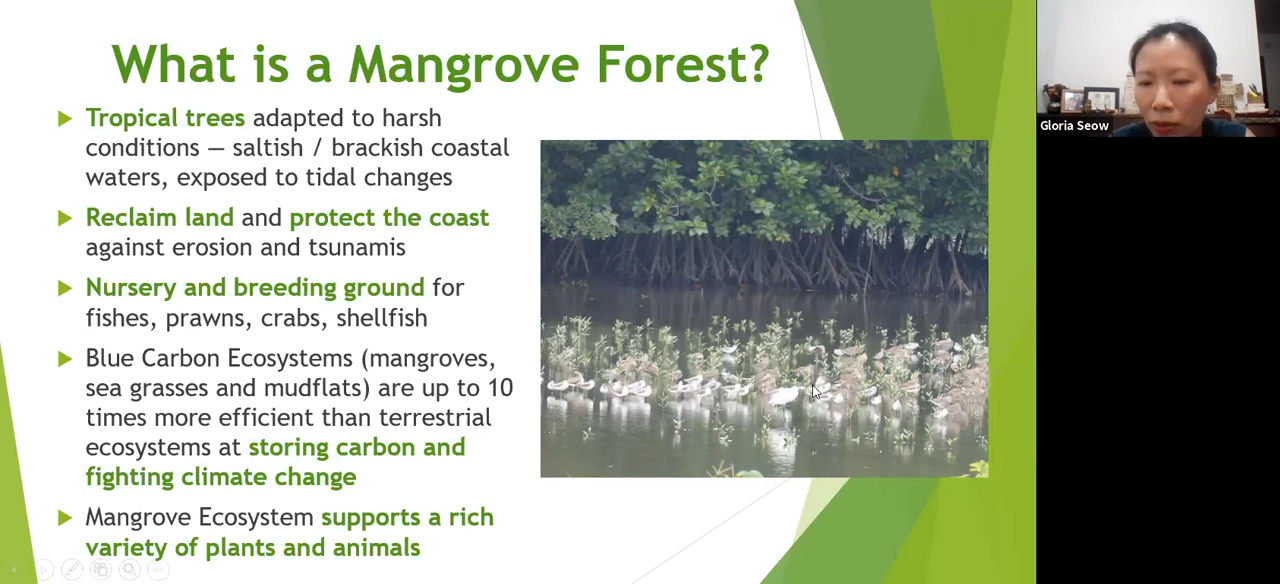 What is a Mangrove Forest?
Tropical trees adapted to harsh
conditions — saltish / brackish coastal
waters, exposed to tidal changes
Reclaim land and protect the coast
against erosion and tsunamis
Nursery and breeding ground for
fishes, prawns, crabs, shellfish
Blue Carbon Ecosystems (mangroves,
sea grasses and mudflats) are up to 10
times more efficient than terrestrial
ecosystems at storing carbon and
fighting climate change
Mangrove Ecosystem supports a rich
variety of plants and animals
Gloria Seow